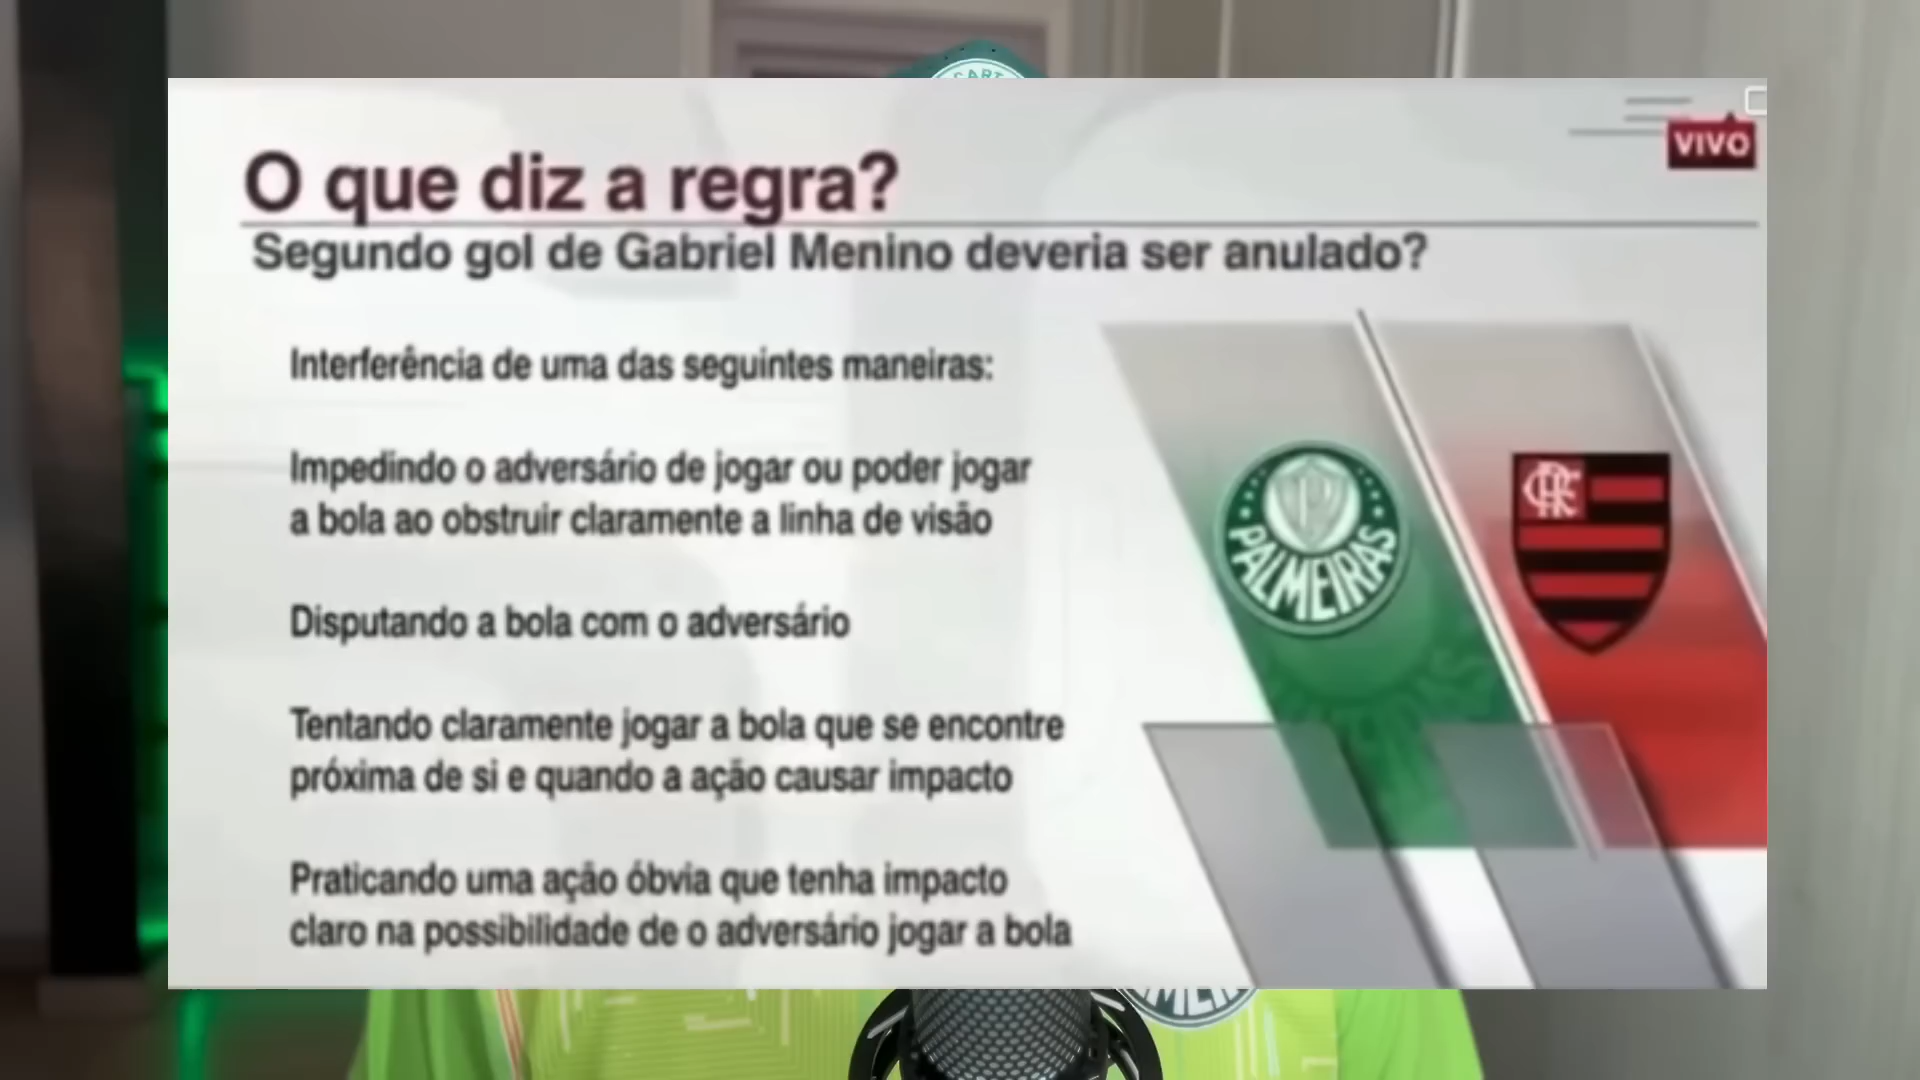 VIVO
O que diz a regra?
Segundo gol de Gabriel Menino deveria ser anulado?
Interferência de uma das seguintes maneiras:
Impedindo o adversário de jogar ou poder jogar
a bola ao obstruir claramente a linha de visão
Disputando a bola com o adversário
Tentando claramente jogar a bola que se encontre
próxima de si e quando a ação causar impacto
Praticando uma ação óbvia que tenha impacto
claro na possibilidade de o adversário jogar a bola
P
PALMEIRAS
CRF